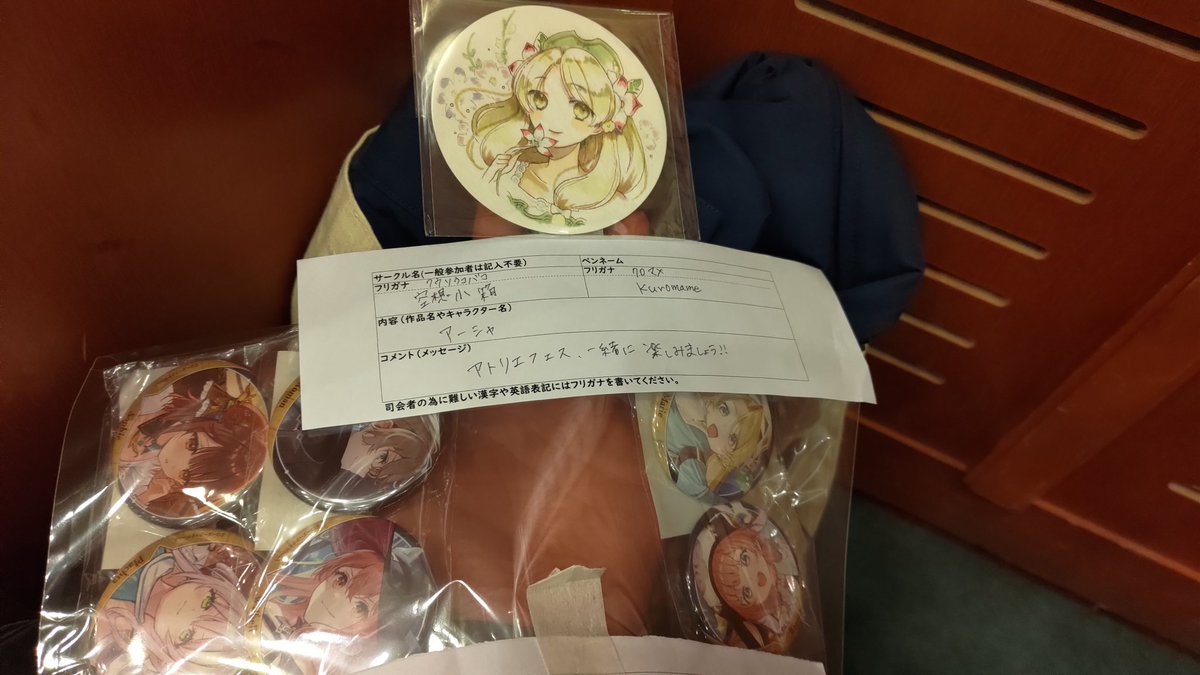 サークル名(一般参加者は記入不要)
フリガナ クウソウコバコ
空想小箱
ペンネーム
フリガナ クロマメ
Kuromame
内容(作品名やキャラクター名)
アーシャ
コメント(メッセージ)
アトリエフェス、一緒に楽しみましょう!!
司会者の為に難しい漢字や英語表記にはフリガナを書いてください。
Marie